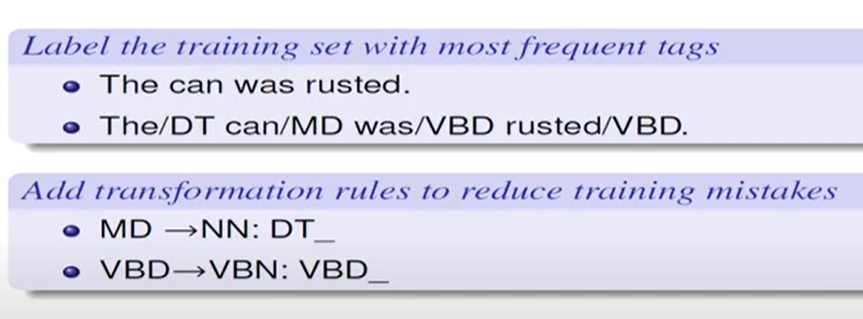 Label the training set with most frequent tags
The can was rusted.
The/DT can/MD was/VBD rusted/VBD.
Add transformation rules to reduce training mistakes
MD →NN: DT_
VBD→VBN: VBD_